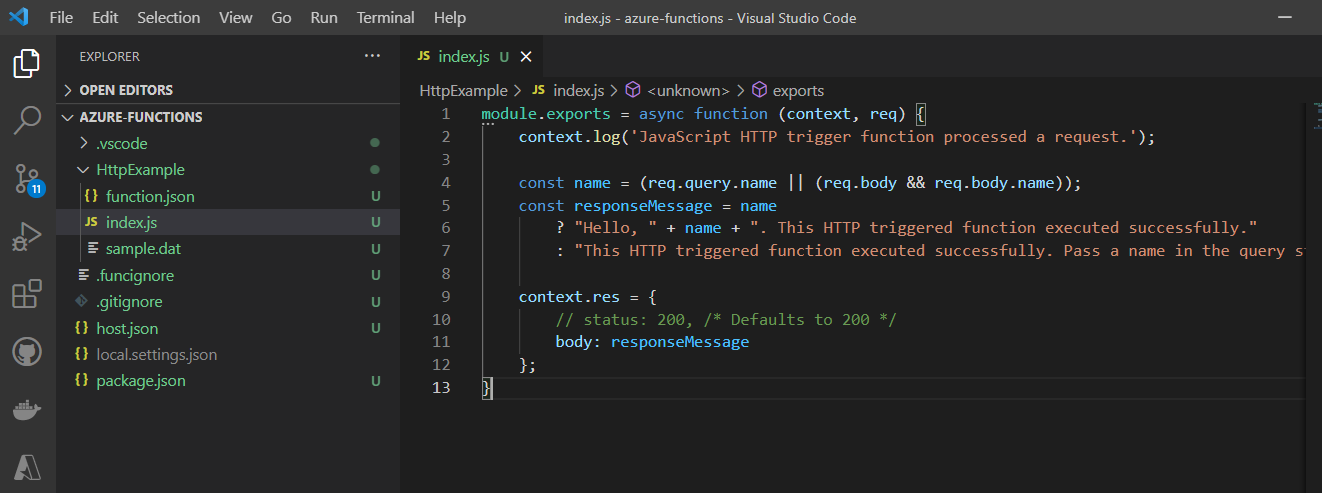 File Edit Selection View Go Run Terminal Help
index.js - azure-functions - Visual Studio Code
EXPLORER
OPEN EDITORS
AZURE-FUNCTIONS
.vscode
HttpExample
{} function.json U
JS index.js U
sample.dat U
.funcignore U
.gitignore U
{} host.json U
{} local.settings.json
{} package.json U
11
JS index.js U
HttpExample > JS index.js > <unknown> > exports
1 module.exports = async function (context, req) {
2 context.log('JavaScript HTTP trigger function processed a request.');
3
4 const name = (req.query.name || (req.body && req.body.name));
5 const responseMessage = name
6 ? "Hello, " + name + ". This HTTP triggered function executed successfully."
7 : "This HTTP triggered function executed successfully. Pass a name in the query
8
9 context.res = {
10 // status: 200, /* Defaults to 200 */
11 body: responseMessage
12 };
13 }